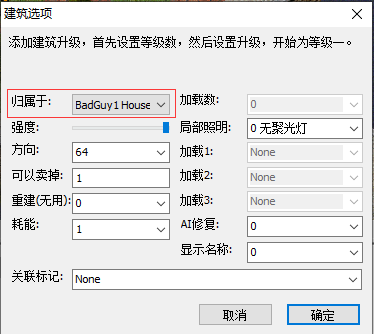 建筑选项
添加建筑升级，首先设置等级数，然后设置升级，开始为等级一。
归属于: BadGuy1 House 加载数: 0
强度: 局部照明: 0 无聚光灯
方向: 64 加载1: None
可以卖掉: 1 加载2: None
重建(无用): 0 加载3: None
耗能: 1 AI修复: 0
显示名称: 0
关联标记: None
取消 确定